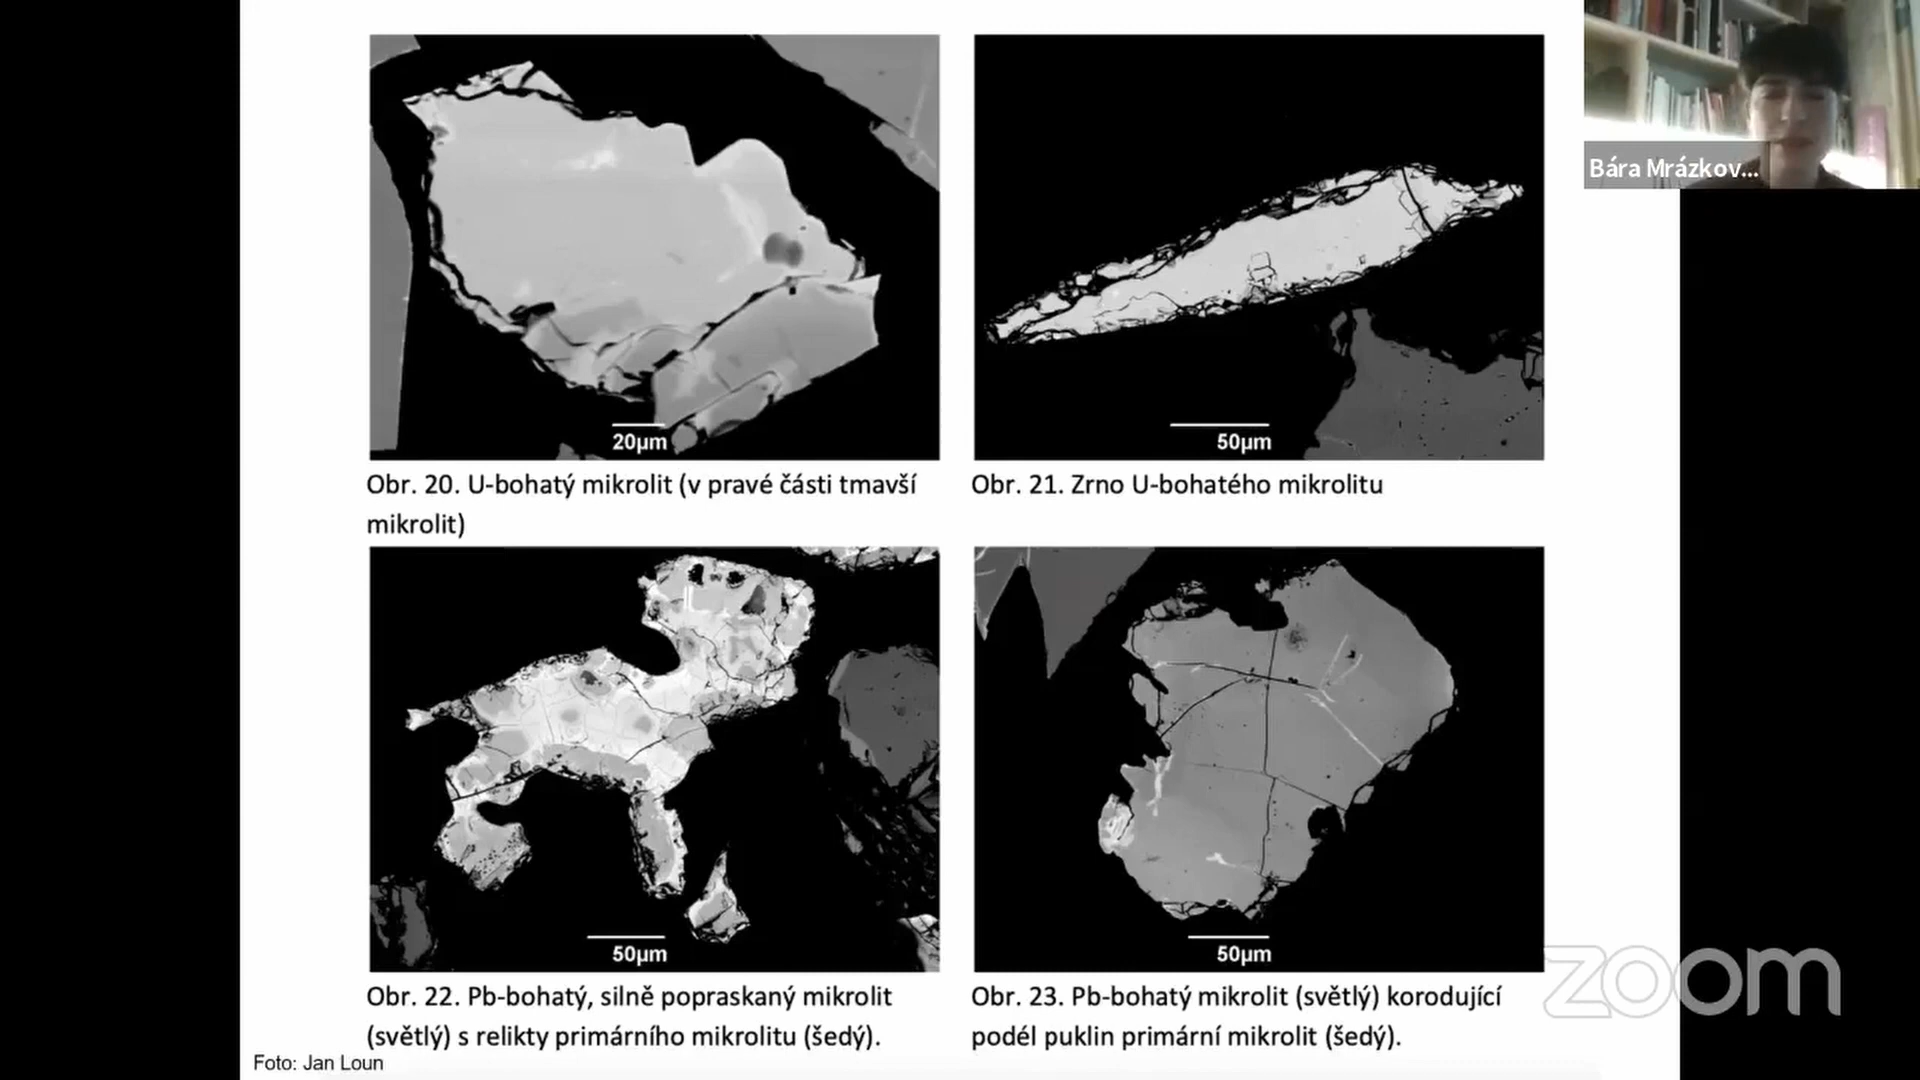 Bára Mrázkov...
20µm
50µm
Obr. 20. U-bohatý mikrolit (v pravé části tmavší
mikrolit)
Obr. 21. Zrno U-bohatého mikrolitu
50µm
50µm
Obr. 22. Pb-bohatý, silně popraskaný mikrolit
(světlý) s relikty primárního mikrolitu (šedý).
Obr. 23. Pb-bohatý mikrolit (světlý) korodující
podél puklin primární mikrolit (šedý).
Foto: Jan Loun
zoom